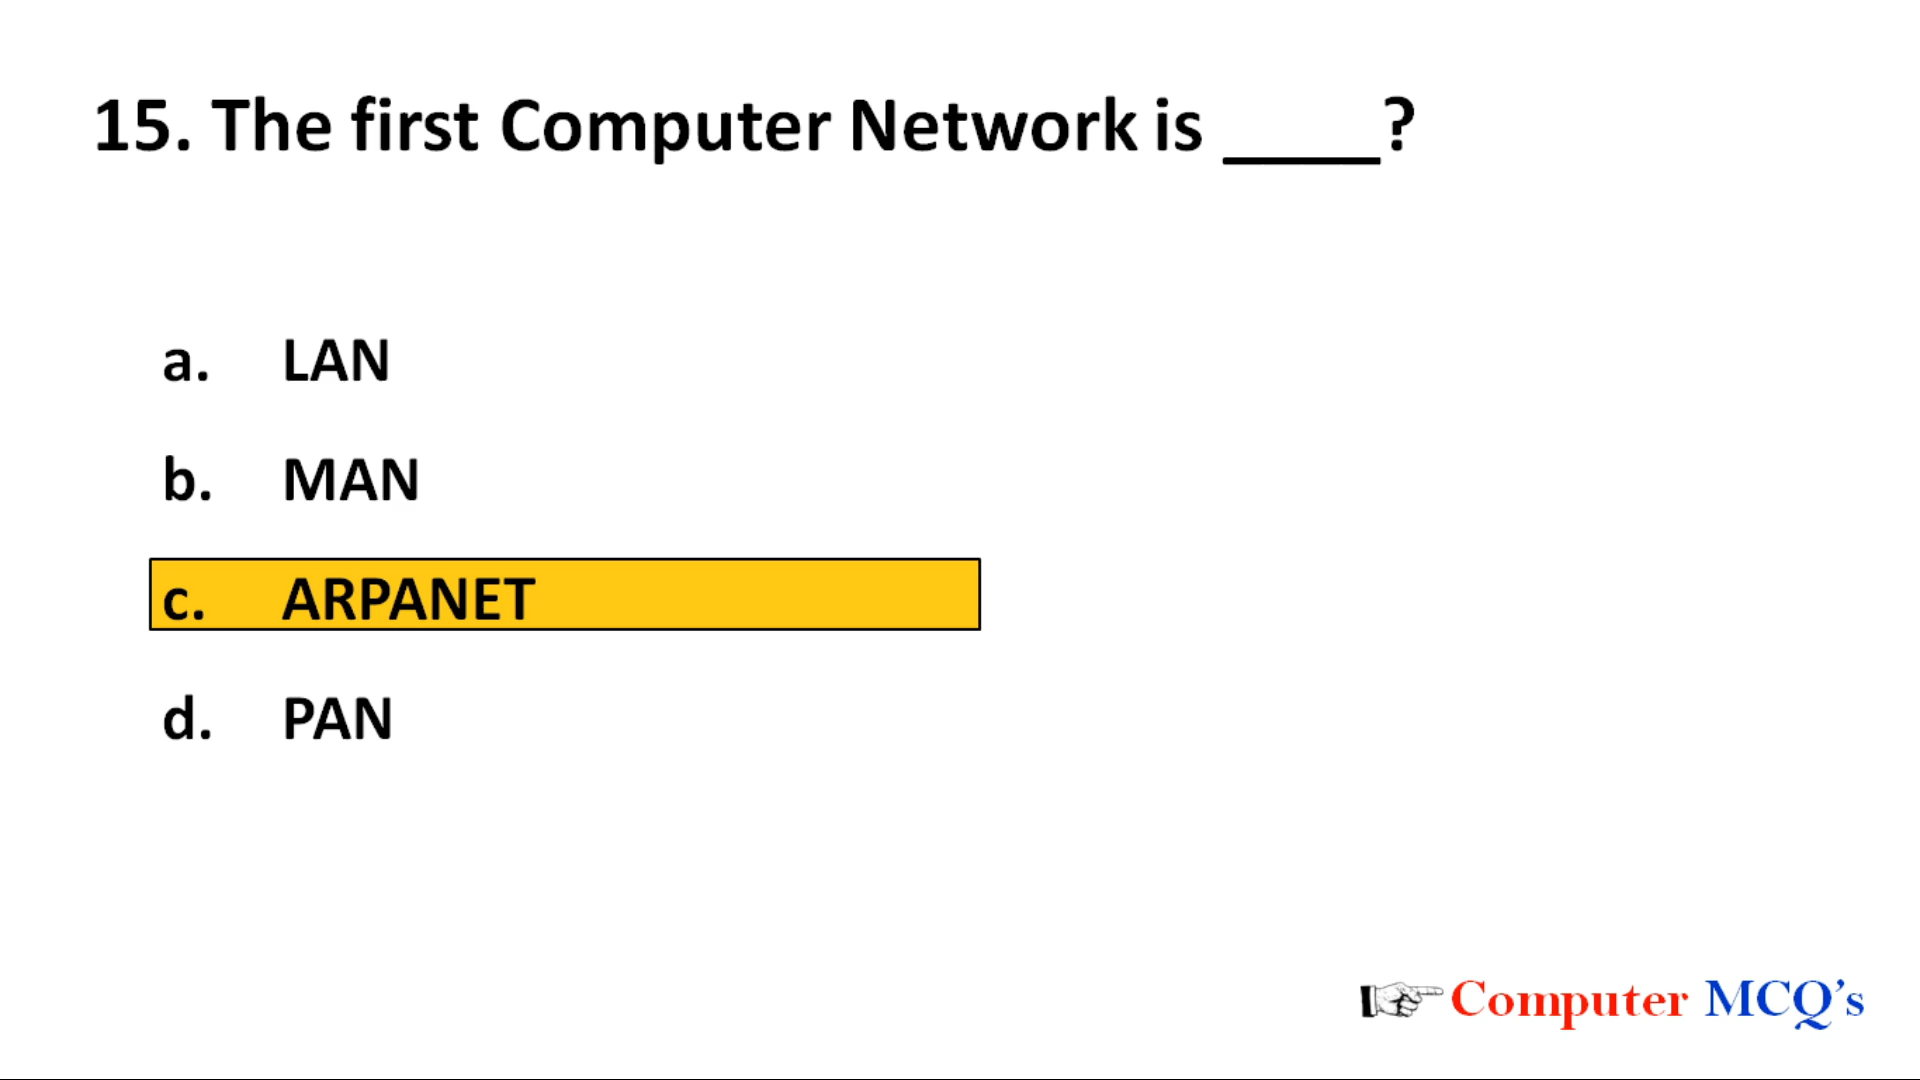 15. The first Computer Network is ____?
a. LAN
b. MAN
c. ARPANET
d. PAN
Computer MCQ's